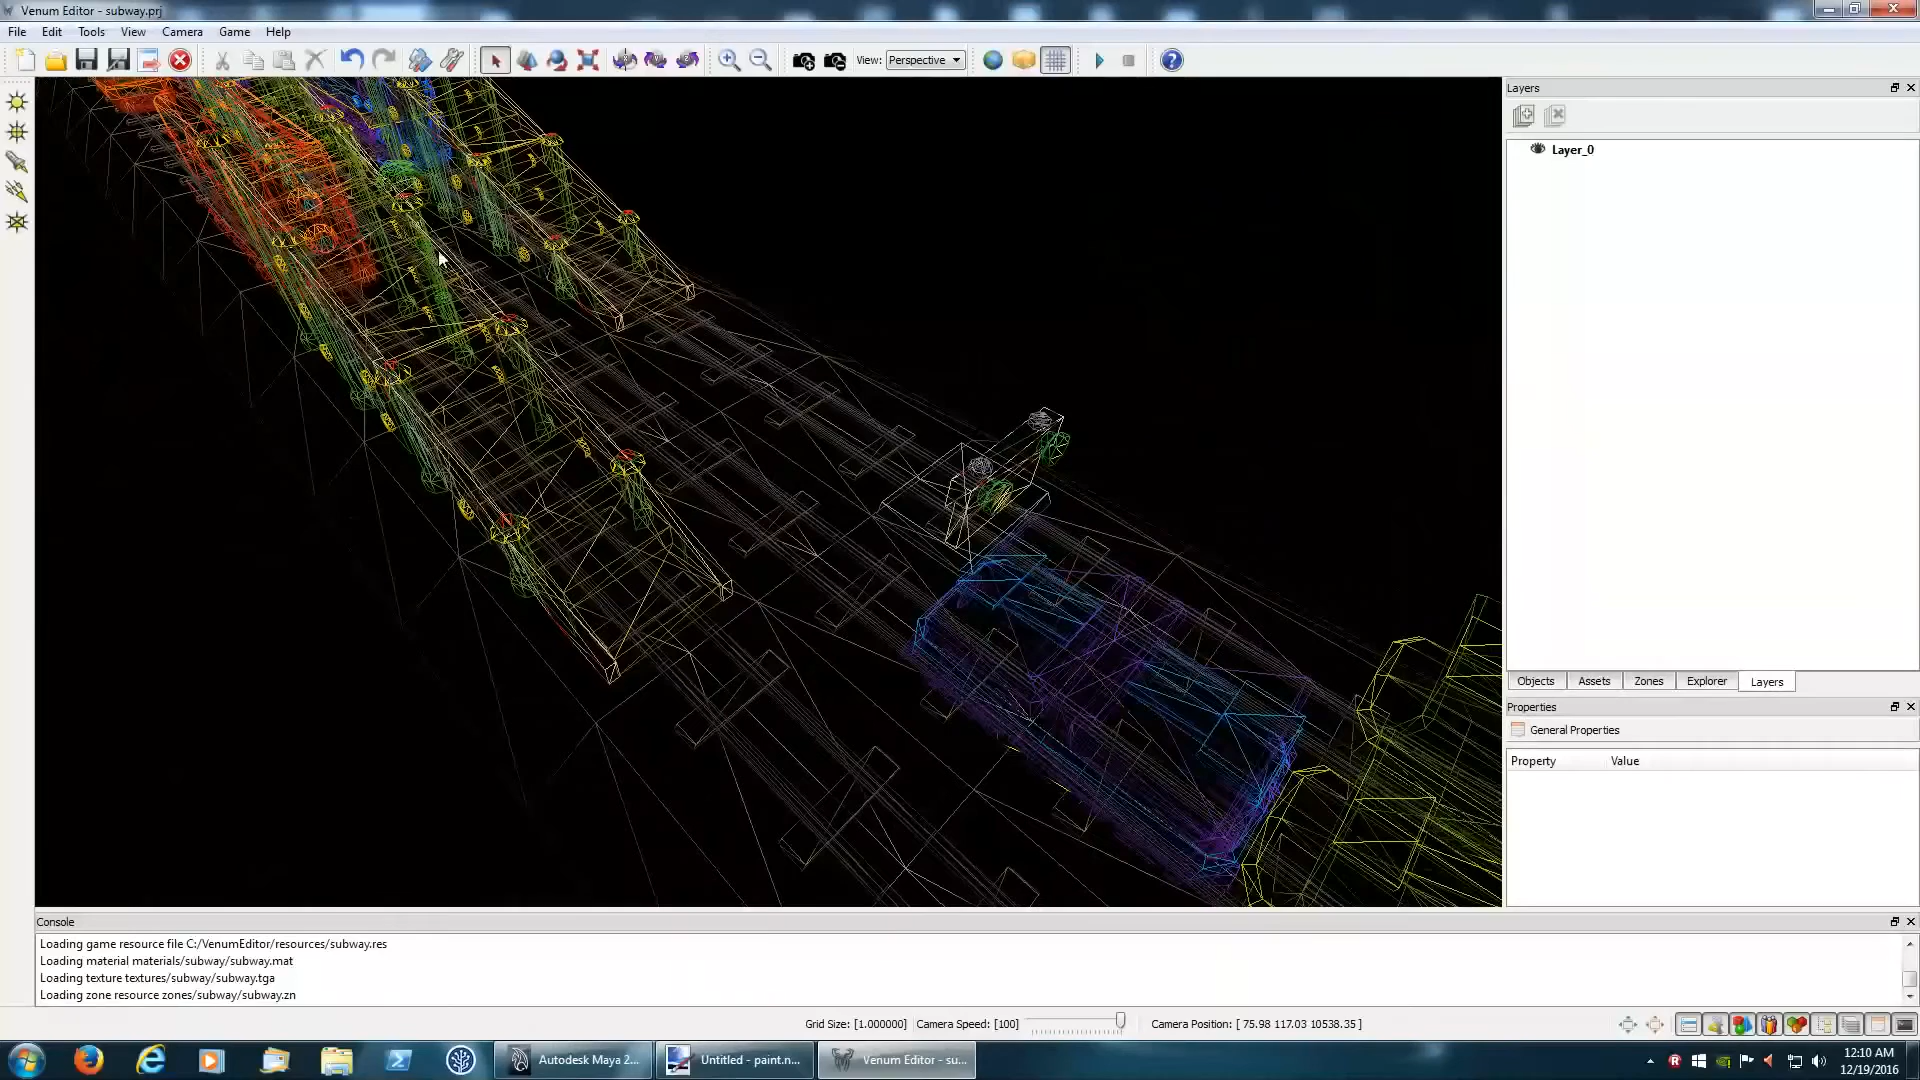 Venum Editor - subway.prj
File Edit Tools View Camera Game Help
View: Perspective
Layers
Layer_0
Objects Assets Zones Explorer Layers
Properties
General Properties
Property Value
Console
Loading game resource file C:/VenumEditor/resources/subway.res
Loading material materials/subway/subway.mat
Loading texture textures/subway/subway.tga
Loading zone resource zones/subway/subway.zn
Grid Size: [1.000000] Camera Speed: [100] Camera Position: [ 75.98 117.03 10538.35 ]
Autodesk Maya 2... Untitled - paint.n... Venum Editor - su...
12:10 AM
12/19/2016